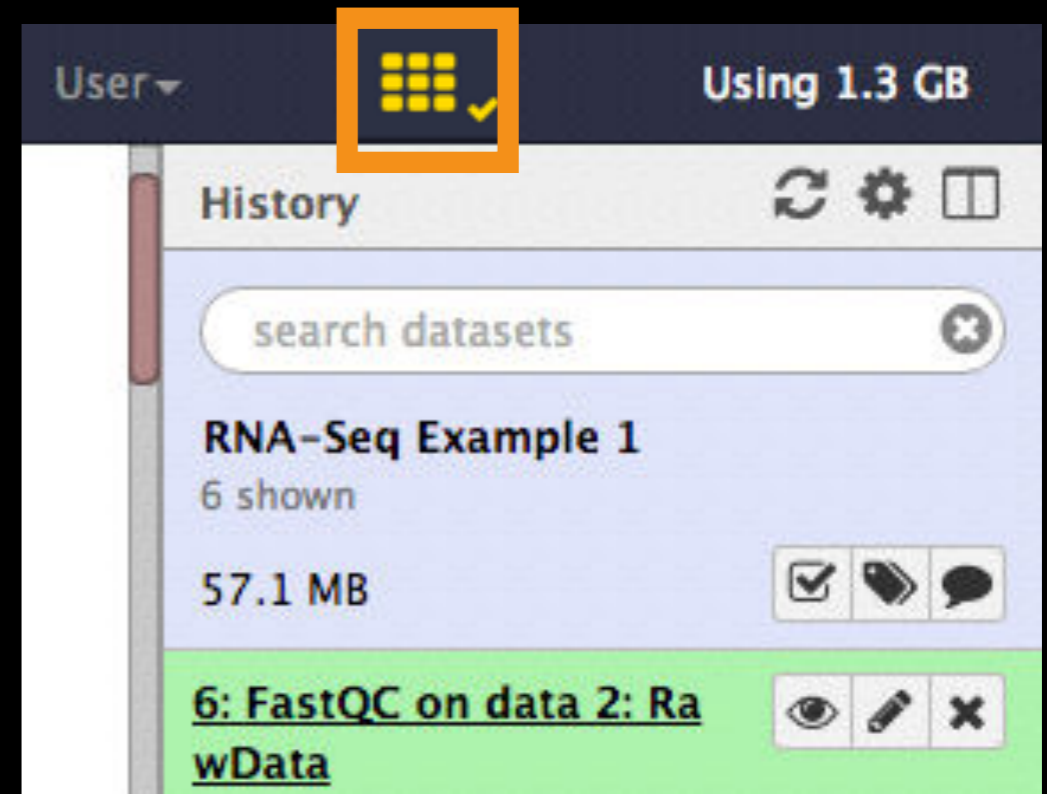 User
Using 1.3 GB
History
search datasets
RNA-Seq Example 1
6 shown
57.1 MB
6: FastQC on data 2: Ra
wData